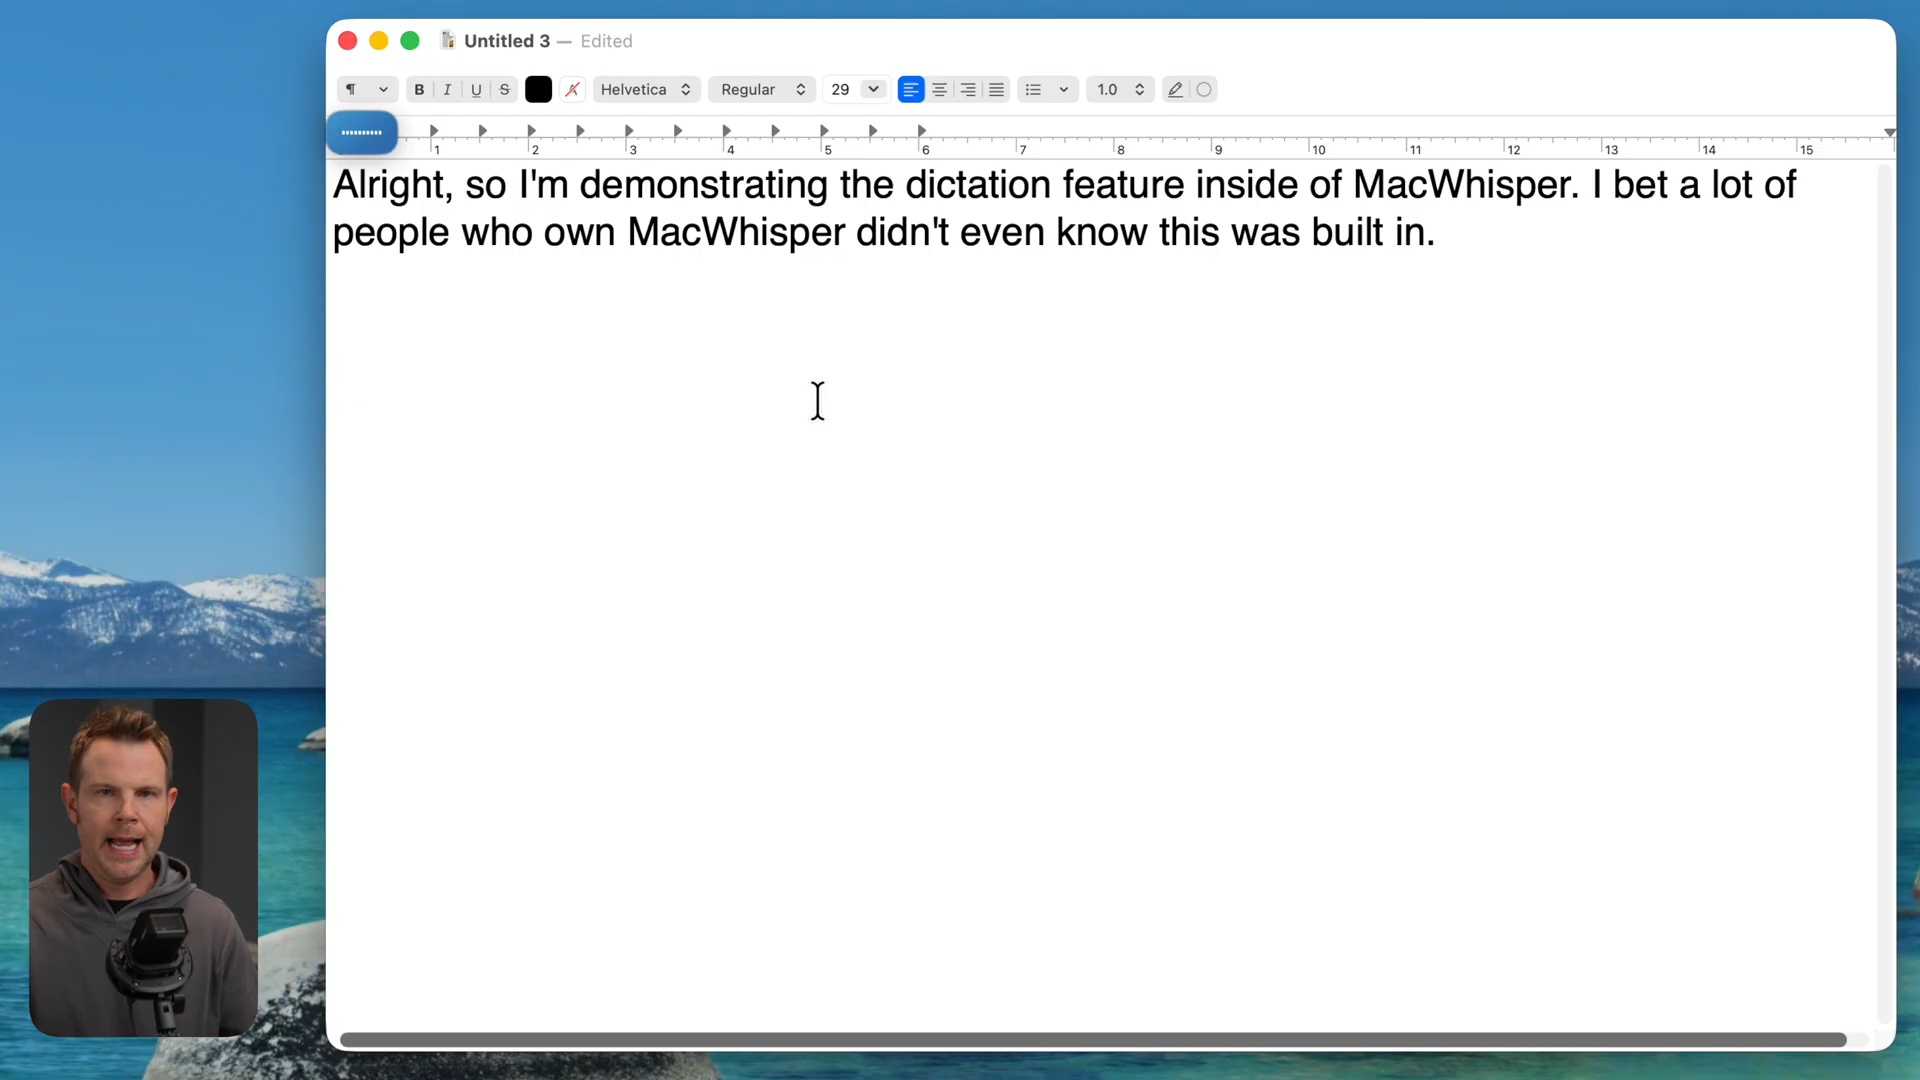 Untitled 3 — Edited
¶ B I U S Helvetica Regular 29 1.0
1 2 3 4 5 6 7 8 9 10 11 12 13 14 15
Alright, so I'm demonstrating the dictation feature inside of MacWhisper. I bet a lot of
people who own MacWhisper didn't even know this was built in.